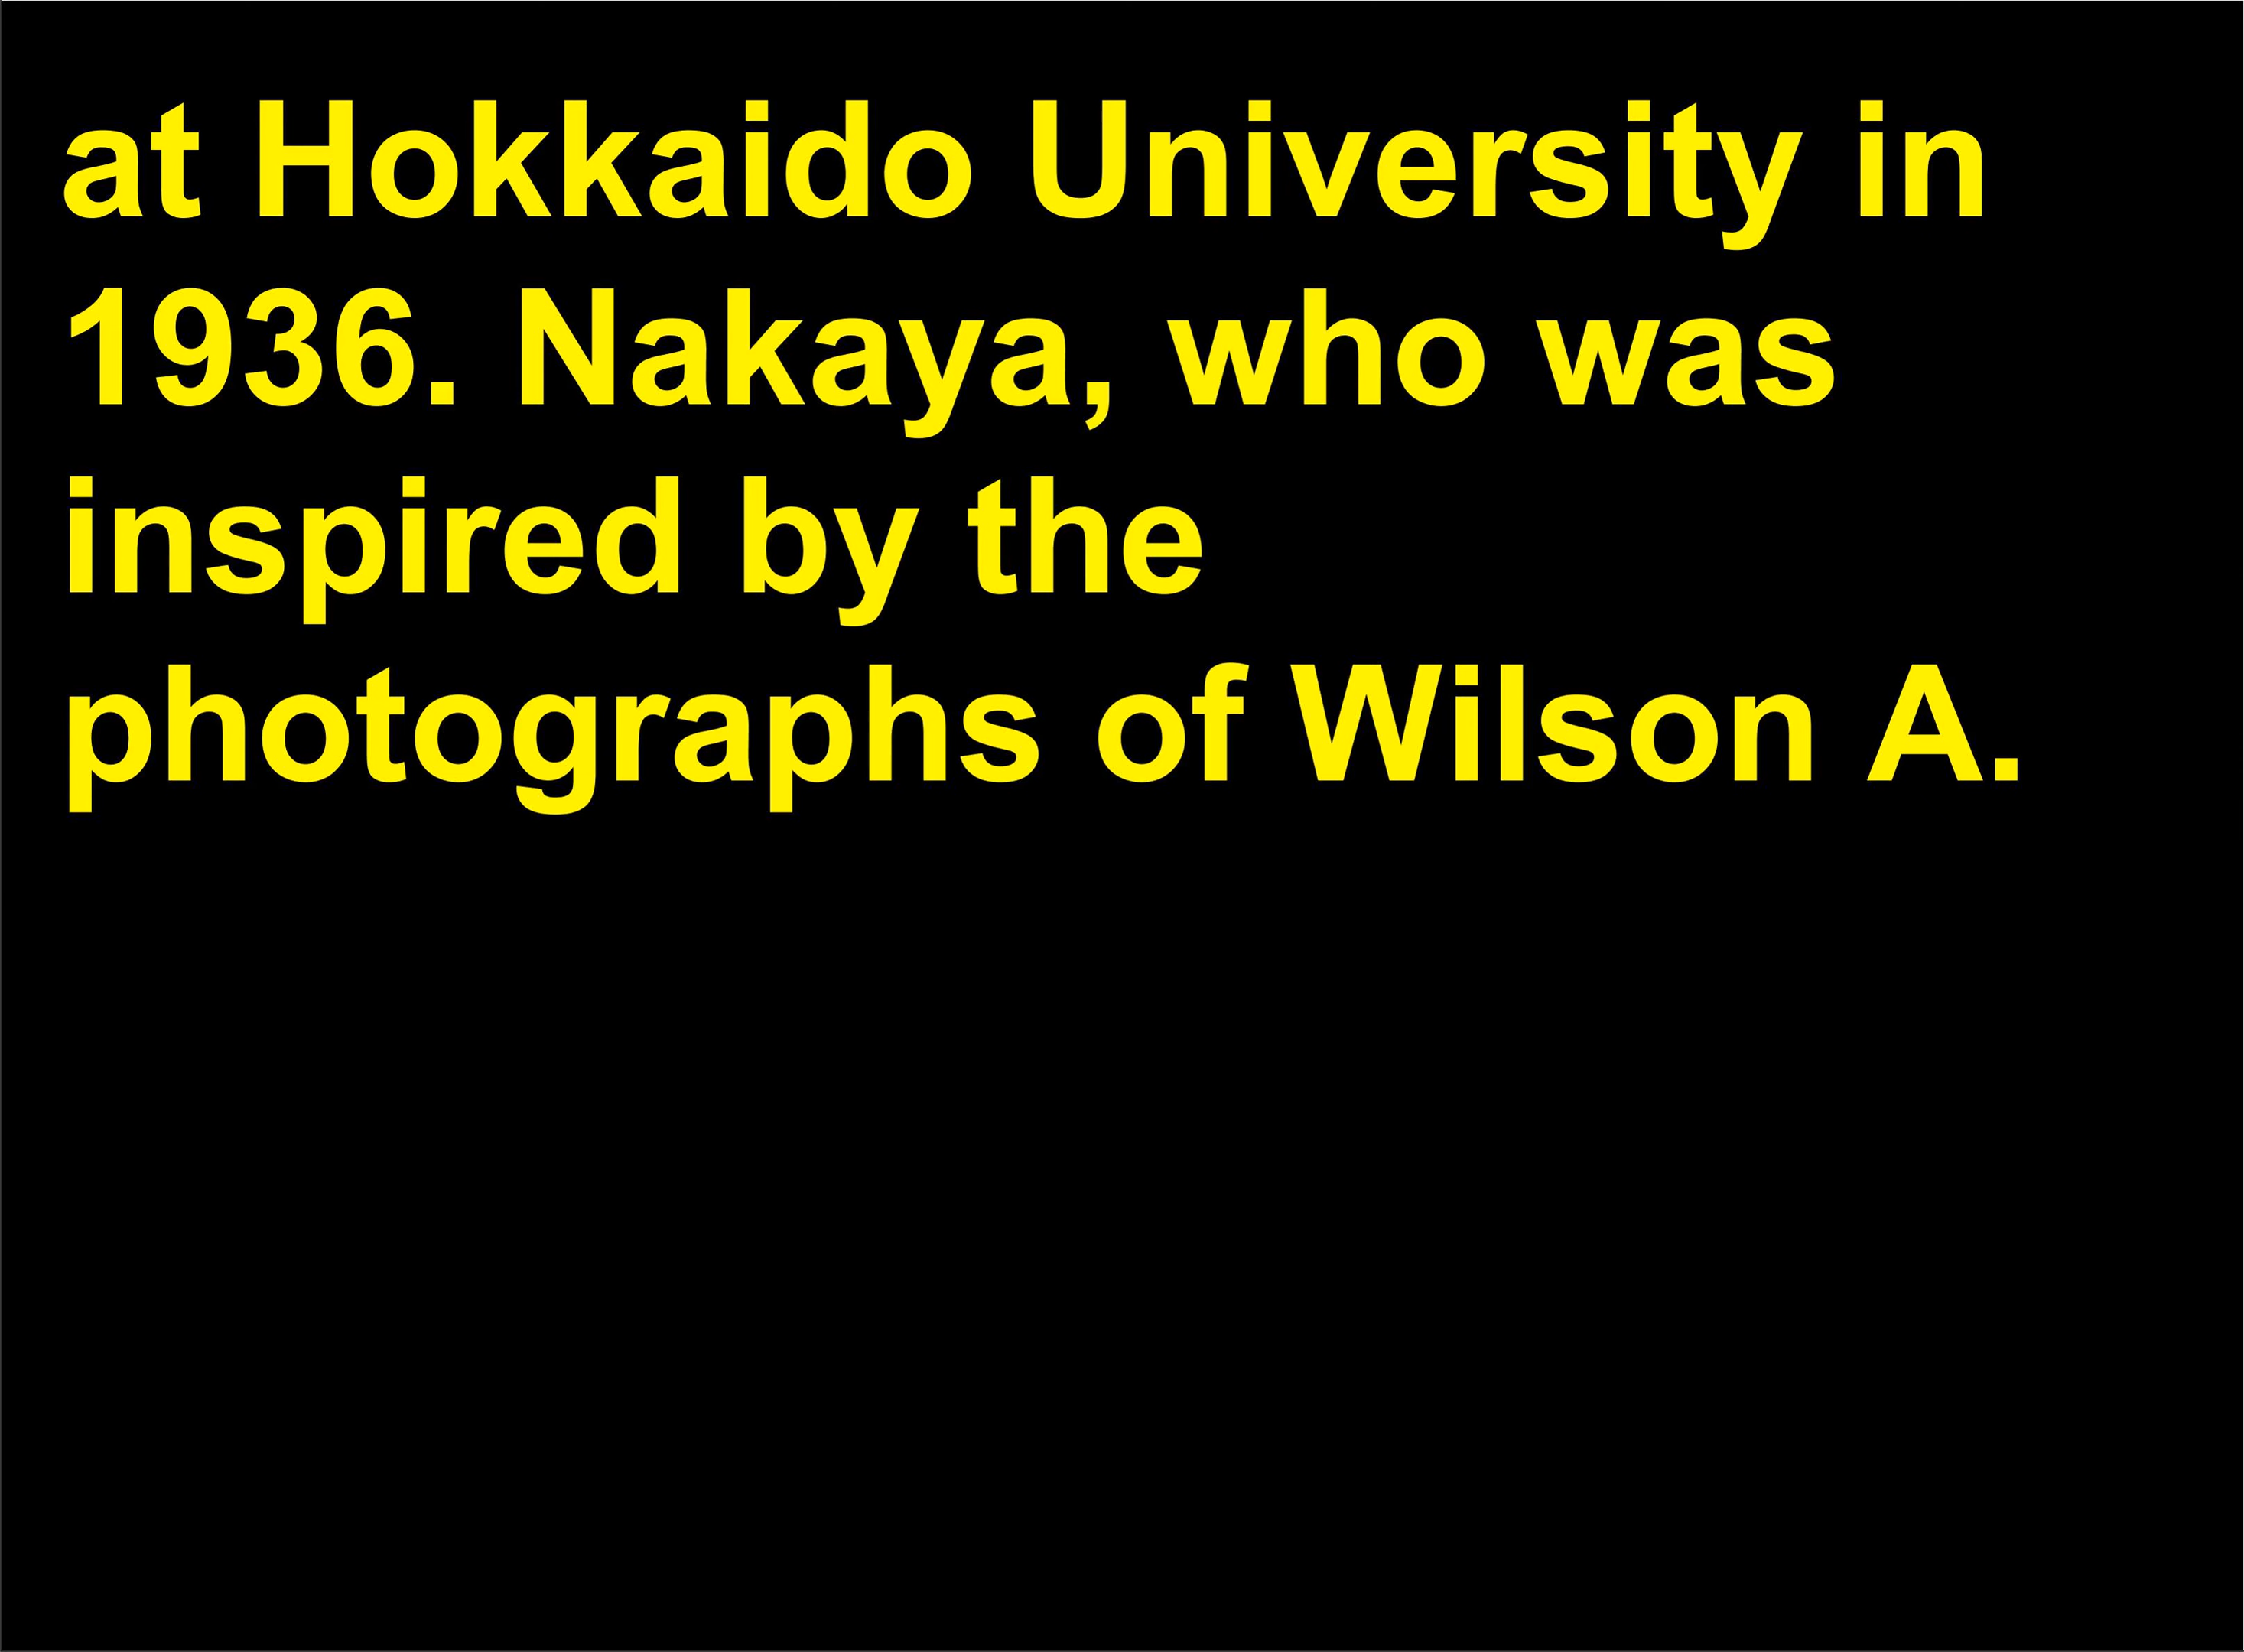 at Hokkaido University in
1936. Nakaya, who was
inspired by the
photographs of Wilson A.